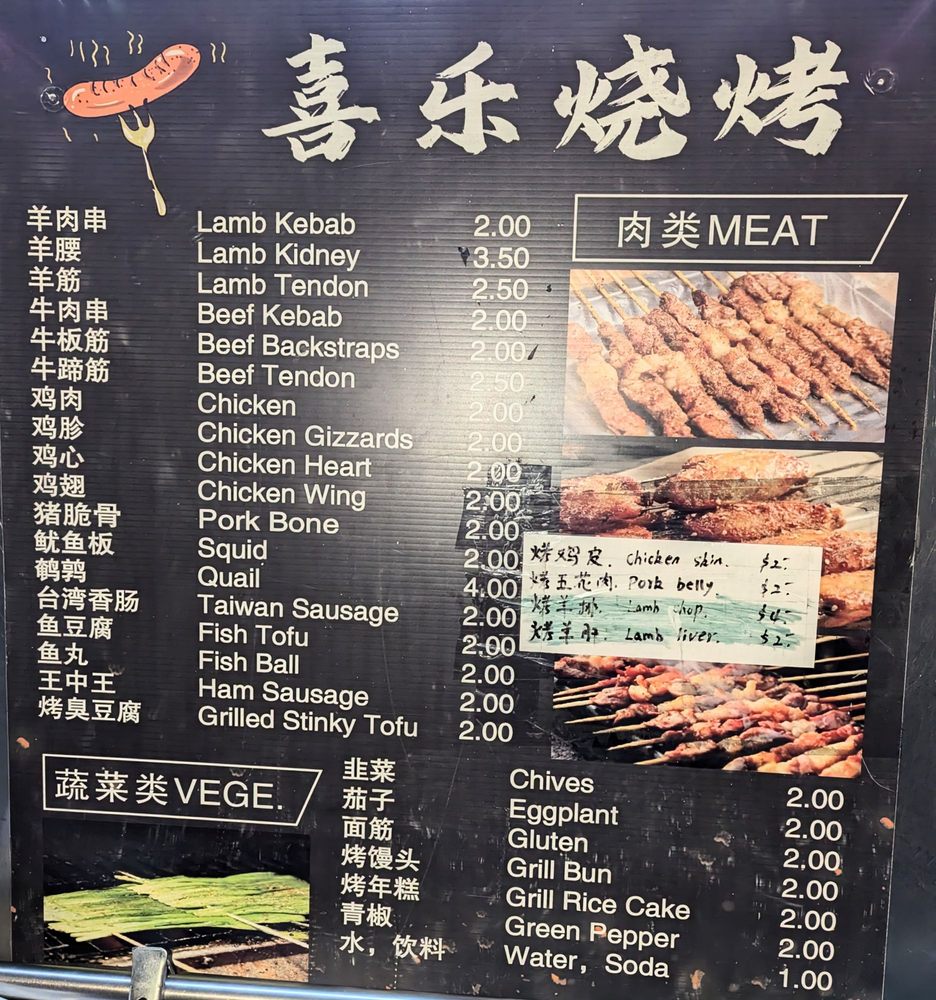 喜乐烧烤
肉类MEAT
羊肉串 Lamb Kebab 2.00
羊腰 Lamb Kidney 3.50
羊筋 Lamb Tendon 2.50
牛肉串 Beef Kebab 2.00
牛板筋 Beef Backstraps 2.00
牛蹄筋 Beef Tendon 2.50
鸡肉 Chicken 2.00
鸡胗 Chicken Gizzards 2.00
鸡心 Chicken Heart 2.00
鸡翅 Chicken Wing 2.00
猪脆骨 Pork Bone 2.00
鱿鱼板 Squid 2.00
鹌鹑 Quail 4.00
台湾香肠 Taiwan Sausage 2.00
鱼豆腐 Fish Tofu 2.00
鱼丸 Fish Ball 2.00
王中王 Ham Sausage 2.00
烤臭豆腐 Grilled Stinky Tofu 2.00
烤鸡皮. Chicken skin. $2-
烤五花肉. Pork belly. $2-
烤羊排. Lamb chop. $4-
烤羊肝. Lamb liver. $2-
蔬菜类VEGE.
韭菜 Chives 2.00
茄子 Eggplant 2.00
面筋 Gluten 2.00
烤馒头 Grill Bun 2.00
烤年糕 Grill Rice Cake 2.00
青椒 Green Pepper 2.00
水，饮料 Water，Soda 1.00